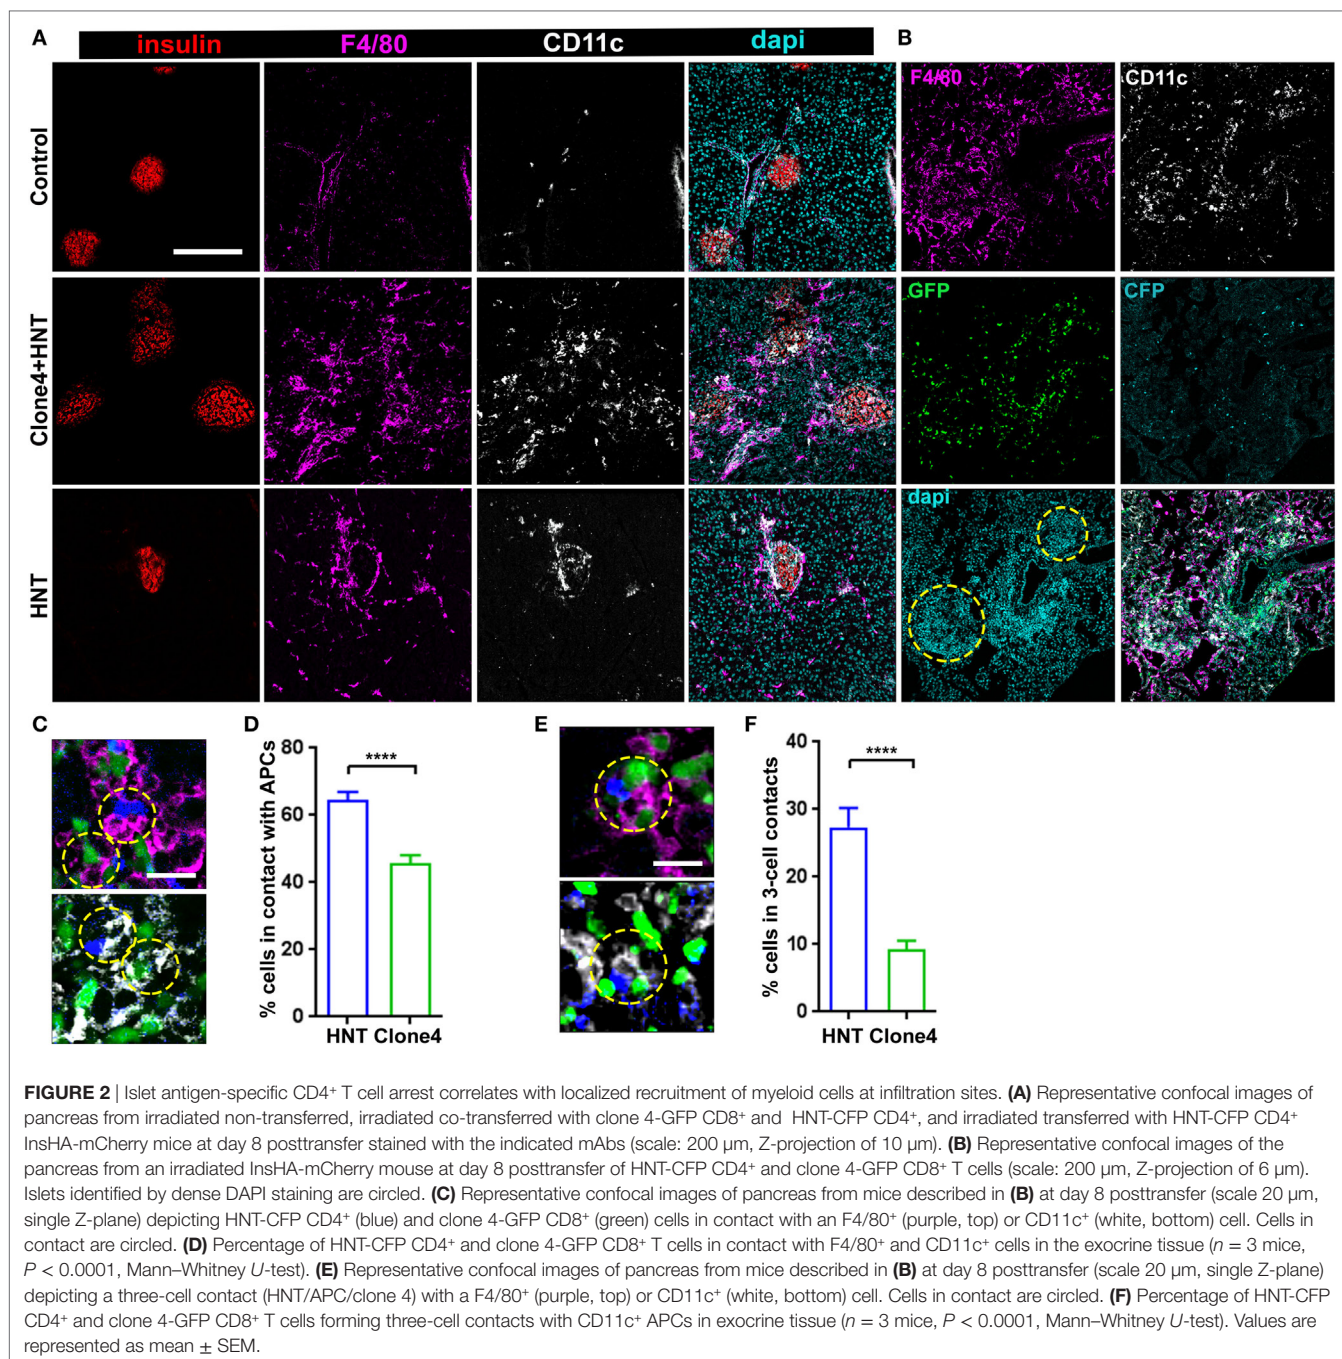 A
insulin F4/80 CD11c dapi
B
Control
Clone4+HNT
HNT
F4/80
CD11c
GFP
CFP
dapi
C
D
% cells in contact with APCs
80
60
40
20
0
****
HNT Clone4
E
F
% cells in 3-cell contacts
40
30
20
10
0
****
HNT Clone4
FIGURE 2 | Islet antigen-specific CD4⁺ T cell arrest correlates with localized recruitment of myeloid cells at infiltration sites. (A) Representative confocal images of
pancreas from irradiated non-transferred, irradiated co-transferred with clone 4-GFP CD8⁺ and HNT-CFP CD4⁺, and irradiated transferred with HNT-CFP CD4⁺
InsHA-mCherry mice at day 8 posttransfer stained with the indicated mAbs (scale: 200 µm, Z-projection of 10 µm). (B) Representative confocal images of the
pancreas from an irradiated InsHA-mCherry mouse at day 8 posttransfer of HNT-CFP CD4⁺ and clone 4-GFP CD8⁺ T cells (scale: 200 µm, Z-projection of 6 µm).
Islets identified by dense DAPI staining are circled. (C) Representative confocal images of pancreas from mice described in (B) at day 8 posttransfer (scale 20 µm,
single Z-plane) depicting HNT-CFP CD4⁺ (blue) and clone 4-GFP CD8⁺ (green) cells in contact with an F4/80⁺ (purple, top) or CD11c⁺ (white, bottom) cell. Cells in
contact are circled. (D) Percentage of HNT-CFP CD4⁺ and clone 4-GFP CD8⁺ T cells in contact with F4/80⁺ and CD11c⁺ cells in the exocrine tissue (n = 3 mice,
P < 0.0001, Mann–Whitney U-test). (E) Representative confocal images of pancreas from mice described in (B) at day 8 posttransfer (scale 20 µm, single Z-plane)
depicting a three-cell contact (HNT/APC/clone 4) with a F4/80⁺ (purple, top) or CD11c⁺ (white, bottom) cell. Cells in contact are circled. (F) Percentage of HNT-CFP
CD4⁺ and clone 4-GFP CD8⁺ T cells forming three-cell contacts with CD11c⁺ APCs in exocrine tissue (n = 3 mice, P < 0.0001, Mann–Whitney U-test). Values are
represented as mean ± SEM.